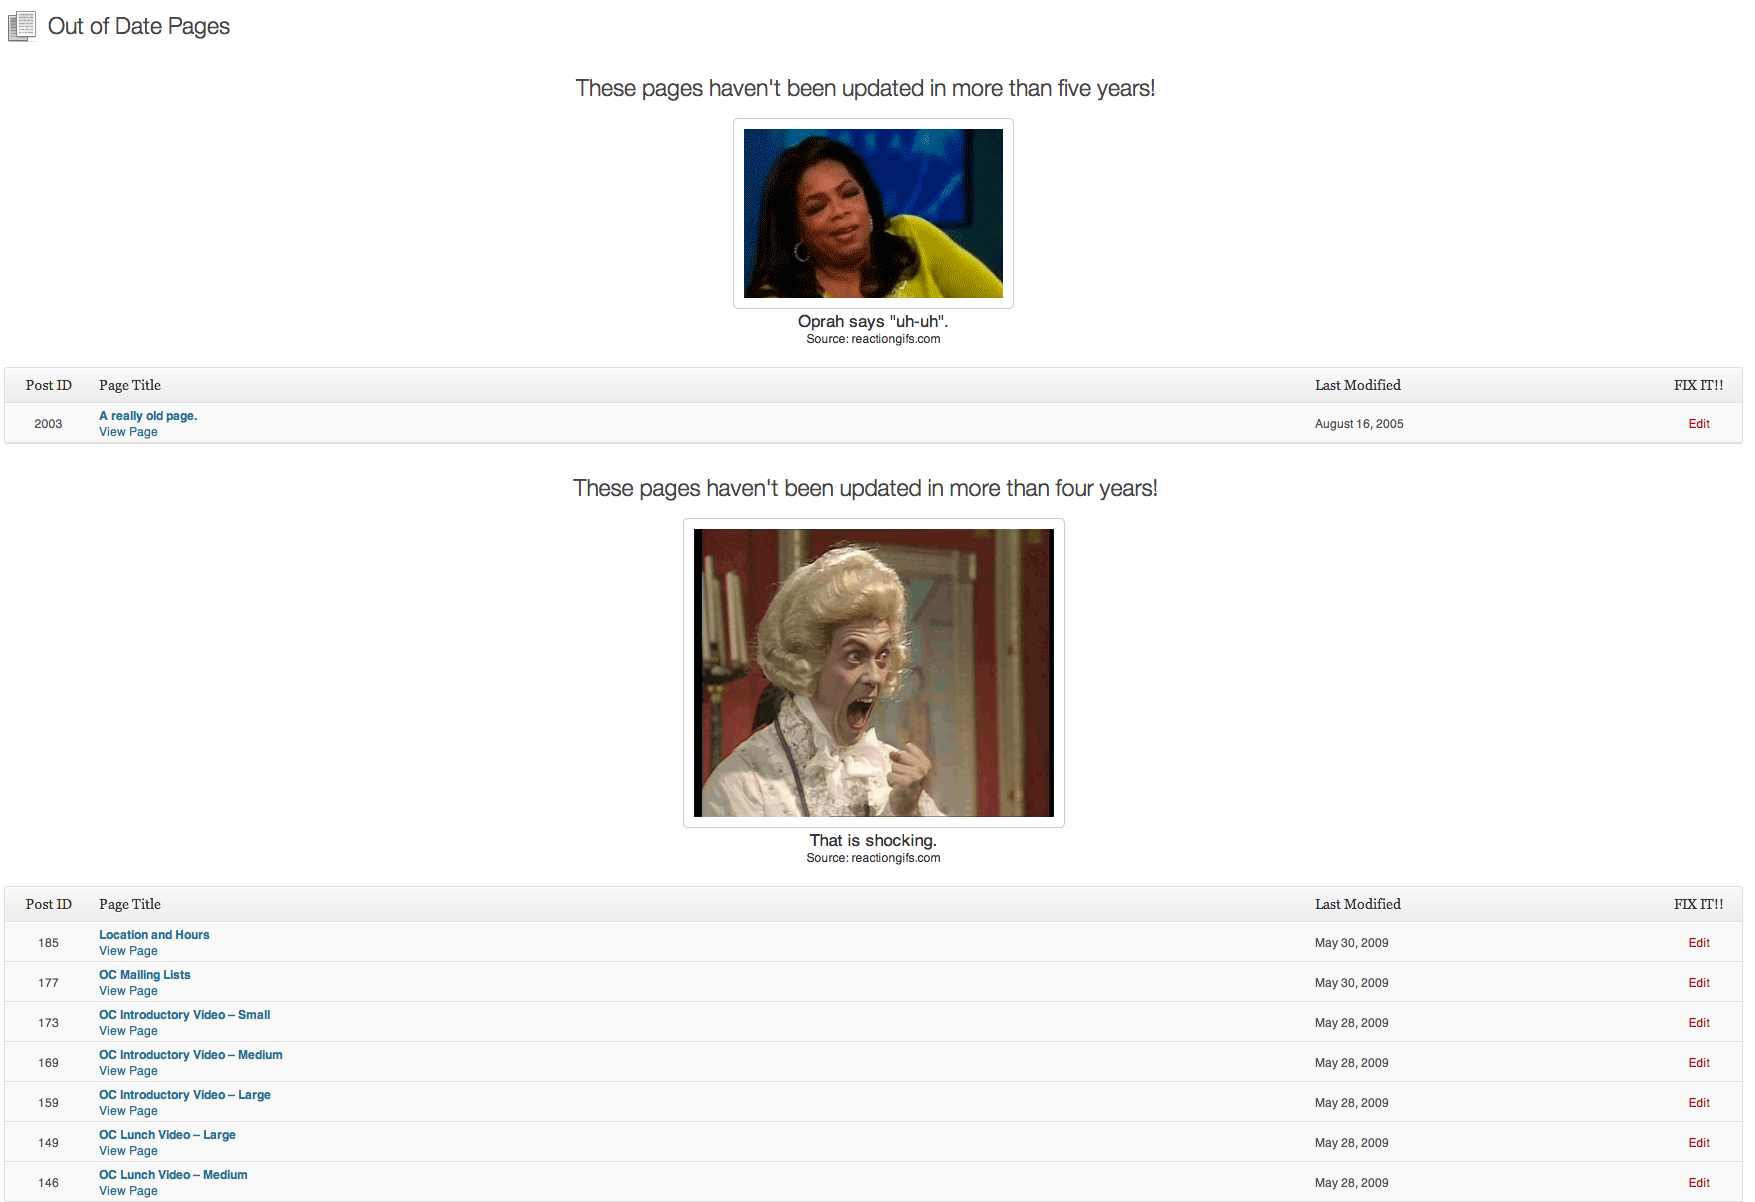 Out of Date Pages
These pages haven't been updated in more than five years!
Oprah says "uh-uh".
Source: reactiongifs.com
Post ID Page Title Last Modified FIX IT!!
2003 A really old page. August 16, 2005 Edit
View Page
These pages haven't been updated in more than four years!
That is shocking.
Source: reactiongifs.com
Post ID Page Title Last Modified FIX IT!!
185 Location and Hours May 30, 2009 Edit
View Page
177 OC Mailing Lists May 30, 2009 Edit
View Page
173 OC Introductory Video – Small May 28, 2009 Edit
View Page
169 OC Introductory Video – Medium May 28, 2009 Edit
View Page
159 OC Introductory Video – Large May 28, 2009 Edit
View Page
149 OC Lunch Video – Large May 28, 2009 Edit
View Page
146 OC Lunch Video – Medium May 28, 2009 Edit
View Page